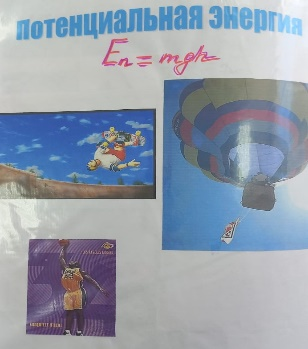 Потенциальная энергия
Eп = mgh